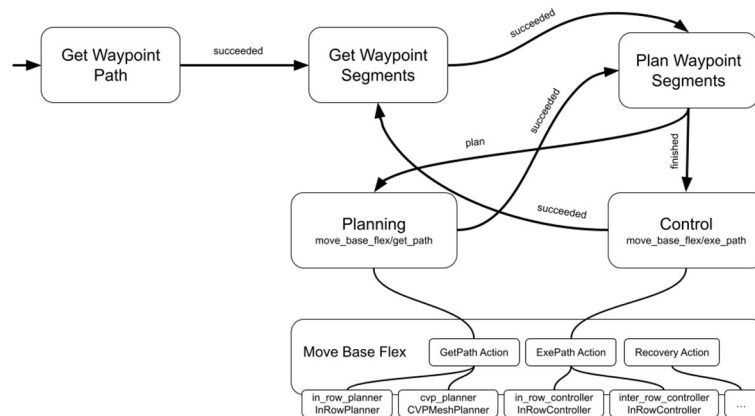 succeeded
Get Waypoint
Path
succeeded
Get Waypoint
Segments
Plan Waypoint
Segments
succeeded
plan
finished
succeeded
Planning
move_base_flex/get_path
Control
move_base_flex/exe_path
Move Base Flex
GetPath Action
ExePath Action
Recovery Action
in_row_planner
InRowPlanner
cvp_planner
CVPMeshPlanner
in_row_controller
InRowController
inter_row_controller
InRowController
...